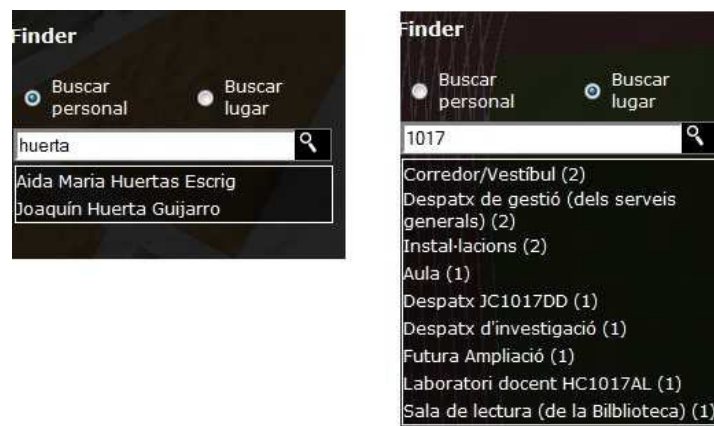 Finder
Buscar
personal
Buscar
lugar
huerta
Aida Maria Huertas Escrig
Joaquín Huerta Guijarro
Finder
Buscar
personal
Buscar
lugar
1017
Corredor/Vestíbul (2)
Despatx de gestió (dels serveis
generals) (2)
Instal·lacions (2)
Aula (1)
Despatx JC1017DD (1)
Despatx d'investigació (1)
Futura Ampliació (1)
Laboratori docent HC1017AL (1)
Sala de lectura (de la Bilblioteca) (1)